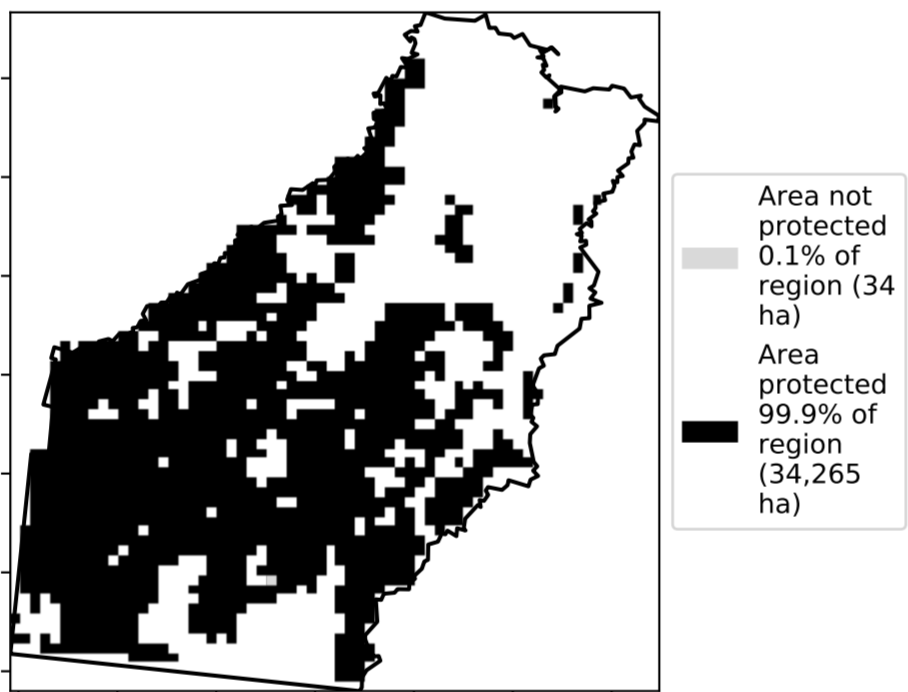 Area not
protected
0.1% of
region (34
ha)
Area
protected
99.9% of
region
(34,265
ha)